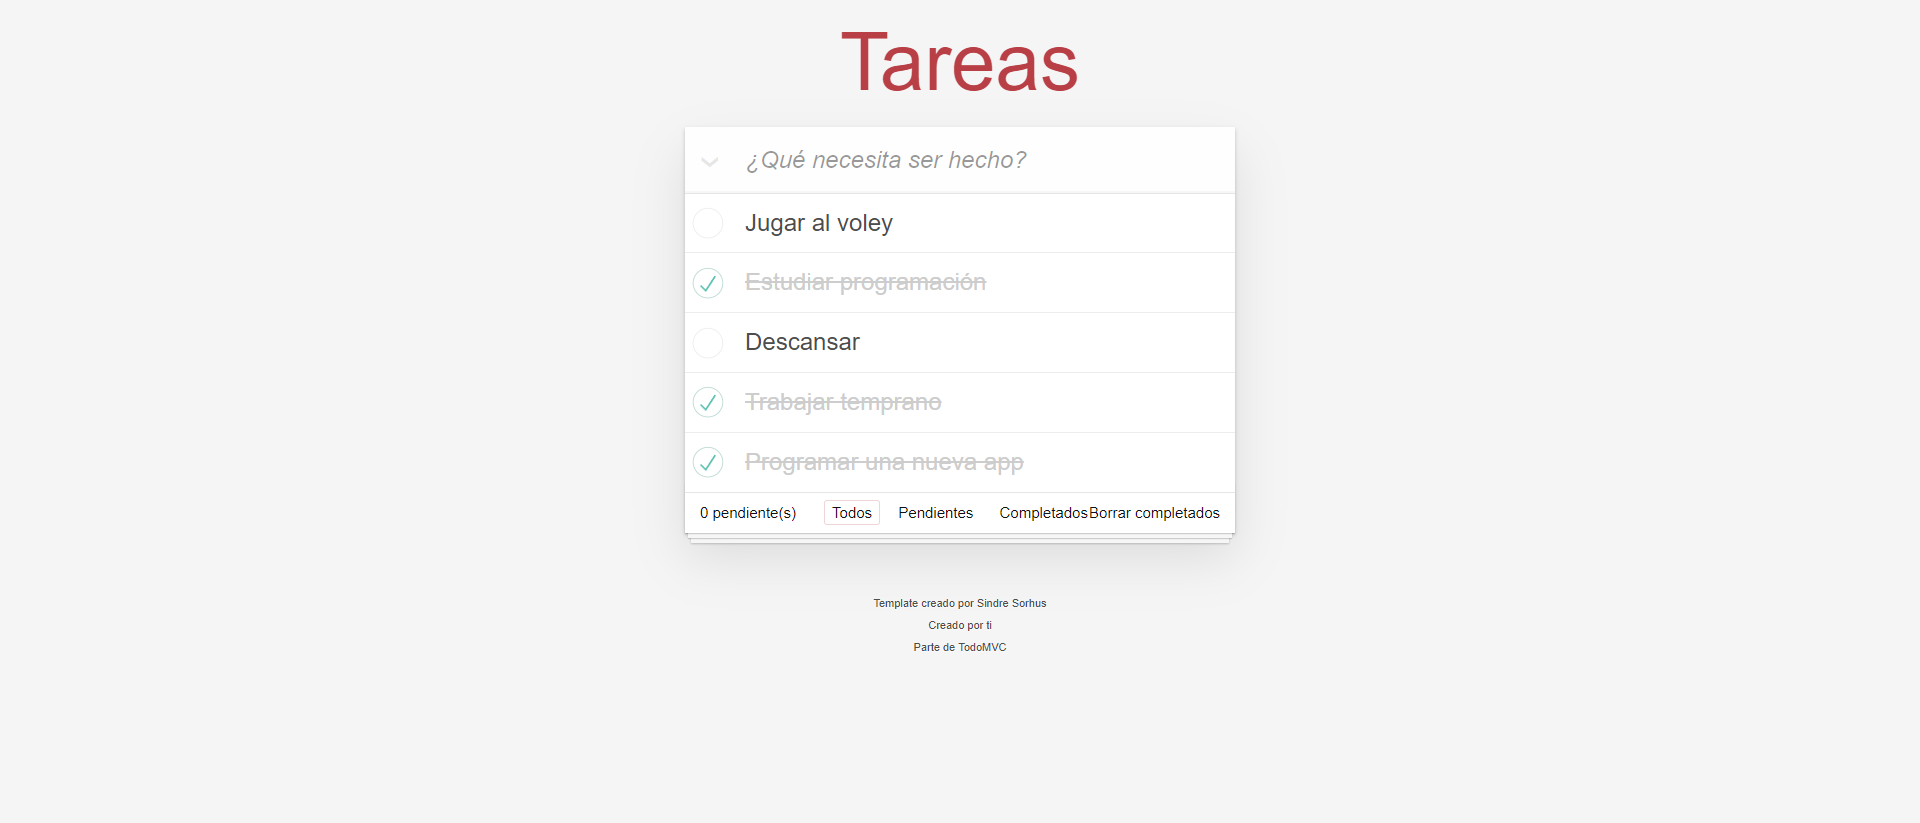 Tareas
¿Qué necesita ser hecho?
Jugar al voley
Estudiar programación
Descansar
Trabajar temprano
Programar una nueva app
0 pendiente(s) Todos Pendientes Completados Borrar completados
Template creado por Sindre Sorhus
Creado por ti
Parte de TodoMVC